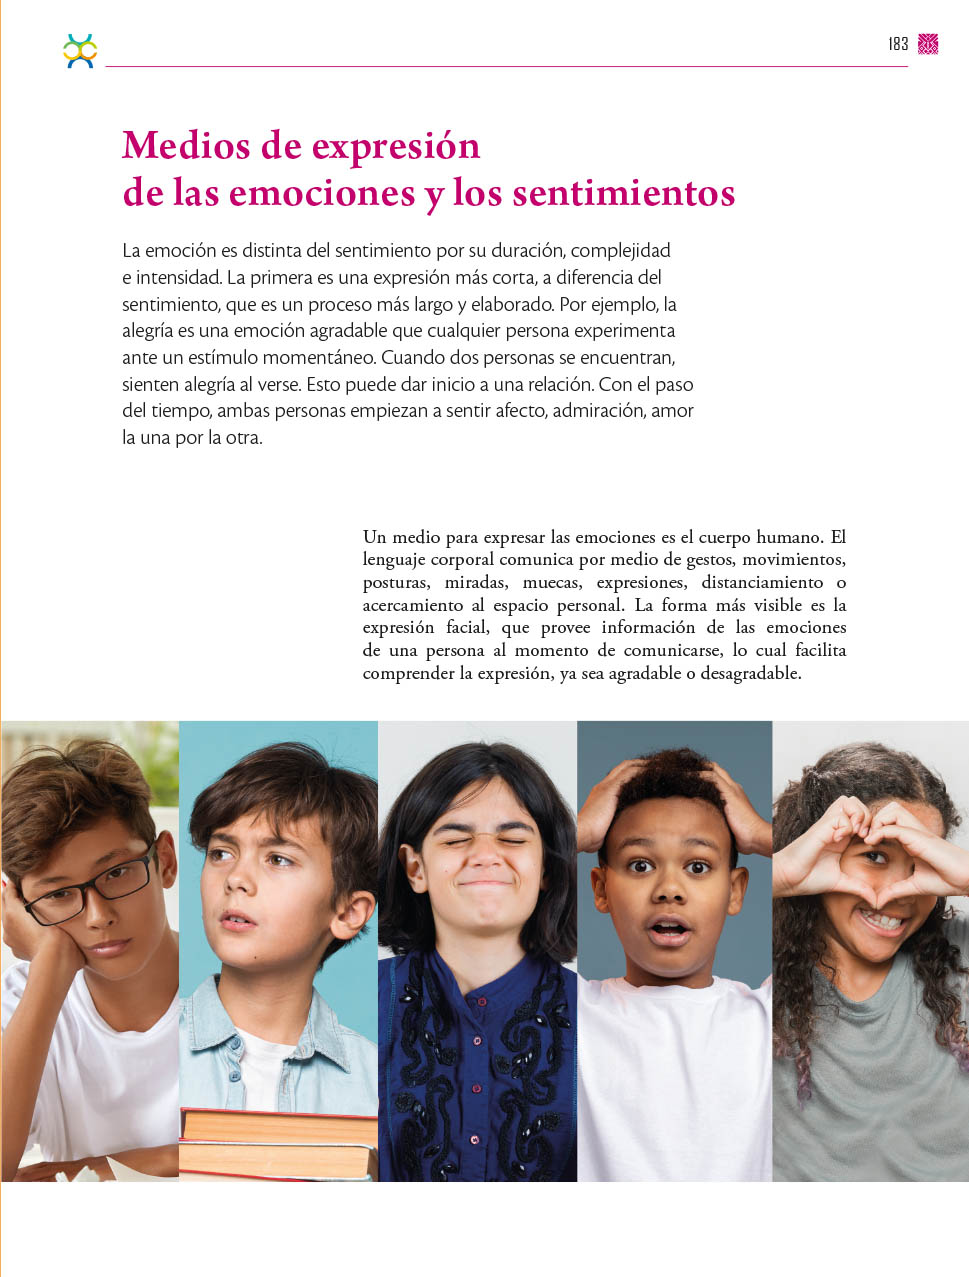 183
Medios de expresión
de las emociones y los sentimientos
La emoción es distinta del sentimiento por su duración, complejidad
e intensidad. La primera es una expresión más corta, a diferencia del
sentimiento, que es un proceso más largo y elaborado. Por ejemplo, la
alegría es una emoción agradable que cualquier persona experimenta
ante un estímulo momentáneo. Cuando dos personas se encuentran,
sienten alegría al verse. Esto puede dar inicio a una relación. Con el paso
del tiempo, ambas personas empiezan a sentir afecto, admiración, amor
la una por la otra.
Un medio para expresar las emociones es el cuerpo humano. El
lenguaje corporal comunica por medio de gestos, movimientos,
posturas, miradas, muecas, expresiones, distanciamiento o
acercamiento al espacio personal. La forma más visible es la
expresión facial, que provee información de las emociones
de una persona al momento de comunicarse, lo cual facilita
comprender la expresión, ya sea agradable o desagradable.